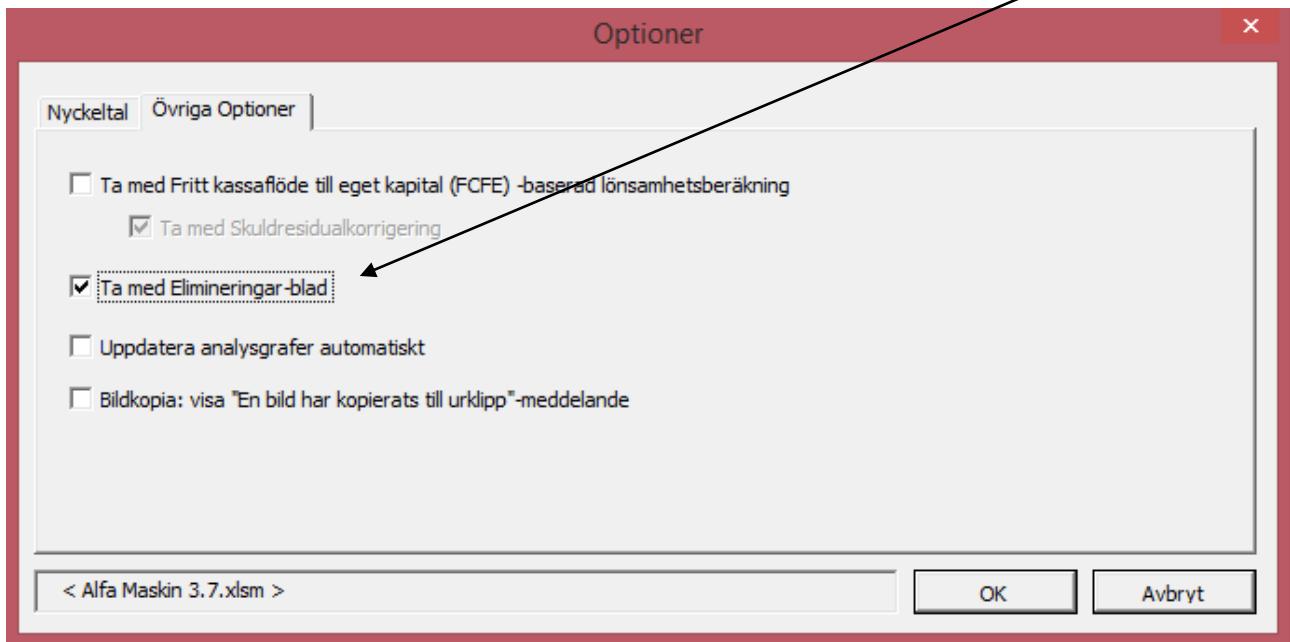 Optioner
Nyckeltal Övriga Optioner
Ta med Fritt kassaflöde till eget kapital (FCFE) -baserad lönsamhetsberäkning
Ta med Skuldresidualkorrigering
Ta med Elimineringar-blad
Uppdatera analysgrafer automatiskt
Bildkopia: visa "En bild har kopierats till urklipp"-meddelande
< Alfa Maskin 3.7.xlsm > OK Avbryt